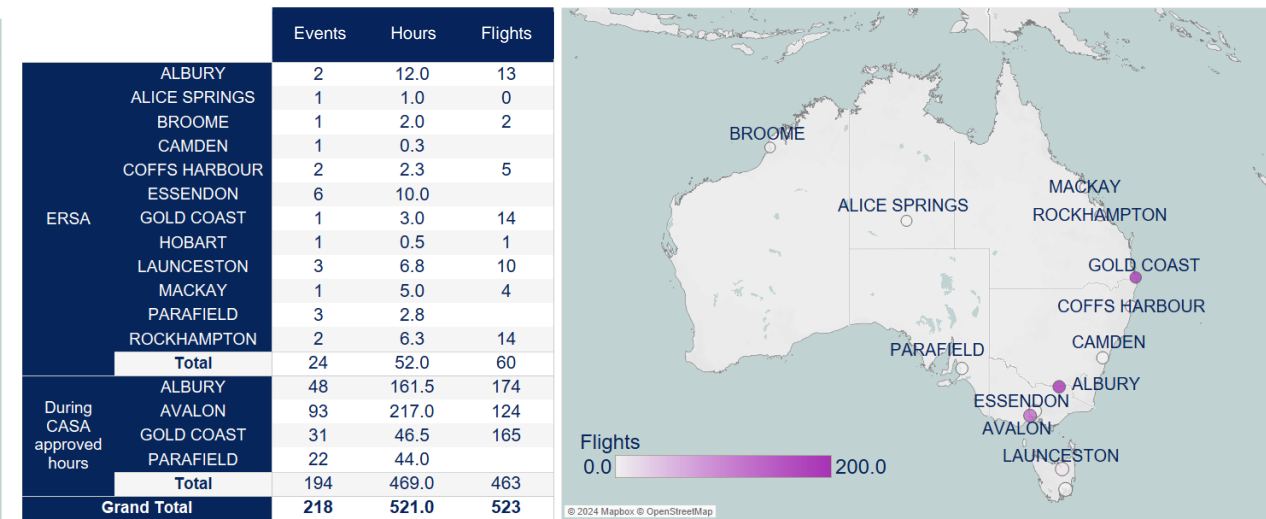 Events Hours Flights
ERSA
ALBURY 2 12.0 13
ALICE SPRINGS 1 1.0 0
BROOME 1 2.0 2
CAMDEN 1 0.3
COFFS HARBOUR 2 2.3 5
ESSENDON 6 10.0
GOLD COAST 1 3.0 14
HOBART 1 0.5 1
LAUNCESTON 3 6.8 10
MACKAY 1 5.0 4
PARAFIELD 3 2.8
ROCKHAMPTON 2 6.3 14
Total 24 52.0 60
During
CASA
approved
hours
ALBURY 48 161.5 174
AVALON 93 217.0 124
GOLD COAST 31 46.5 165
PARAFIELD 22 44.0
Total 194 469.0 463
Grand Total 218 521.0 523
BROOME
MACKAY
ALICE SPRINGS
ROCKHAMPTON
GOLD COAST
COFFS HARBOUR
CAMDEN
PARAFIELD
ALBURY
ESSENDON
AVALON
LAUNCESTON
Flights
0.0 200.0
© 2024 Mapbox © OpenStreetMap